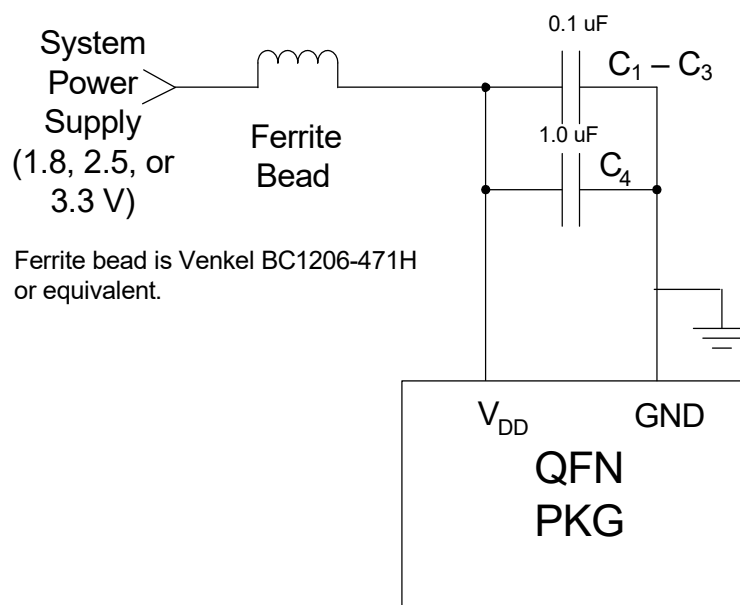 System
Power
Supply
(1.8, 2.5, or
3.3 V)
Ferrite
Bead
0.1 uF
C1 – C3
1.0 uF
C4
Ferrite bead is Venkel BC1206-471H
or equivalent.
VDD
GND
QFN
PKG